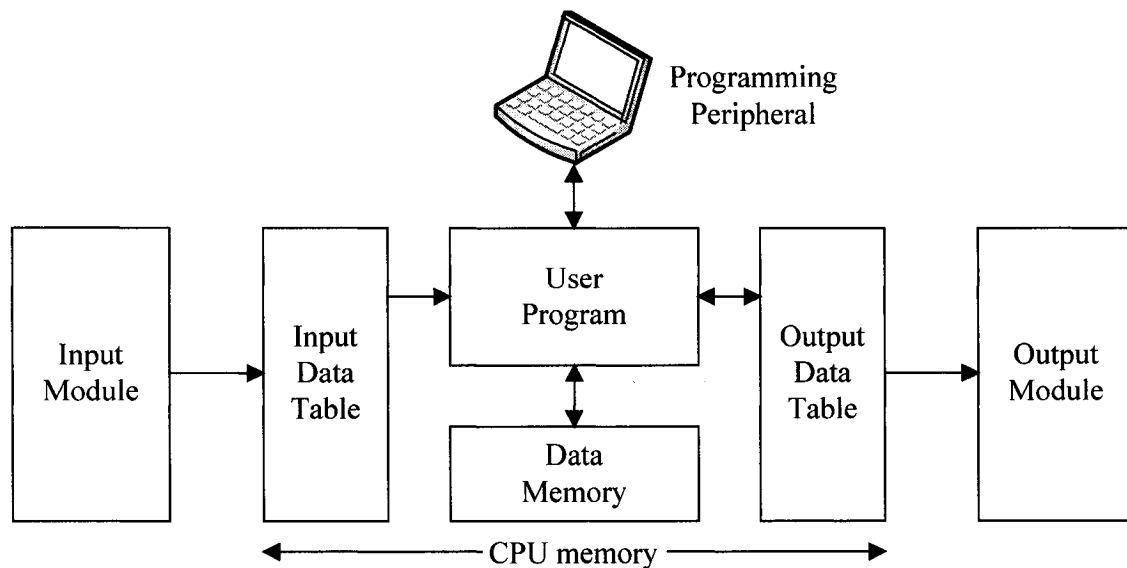 Programming
Peripheral
Input
Module
Input
Data
Table
User
Program
Data
Memory
Output
Data
Table
Output
Module
CPU memory